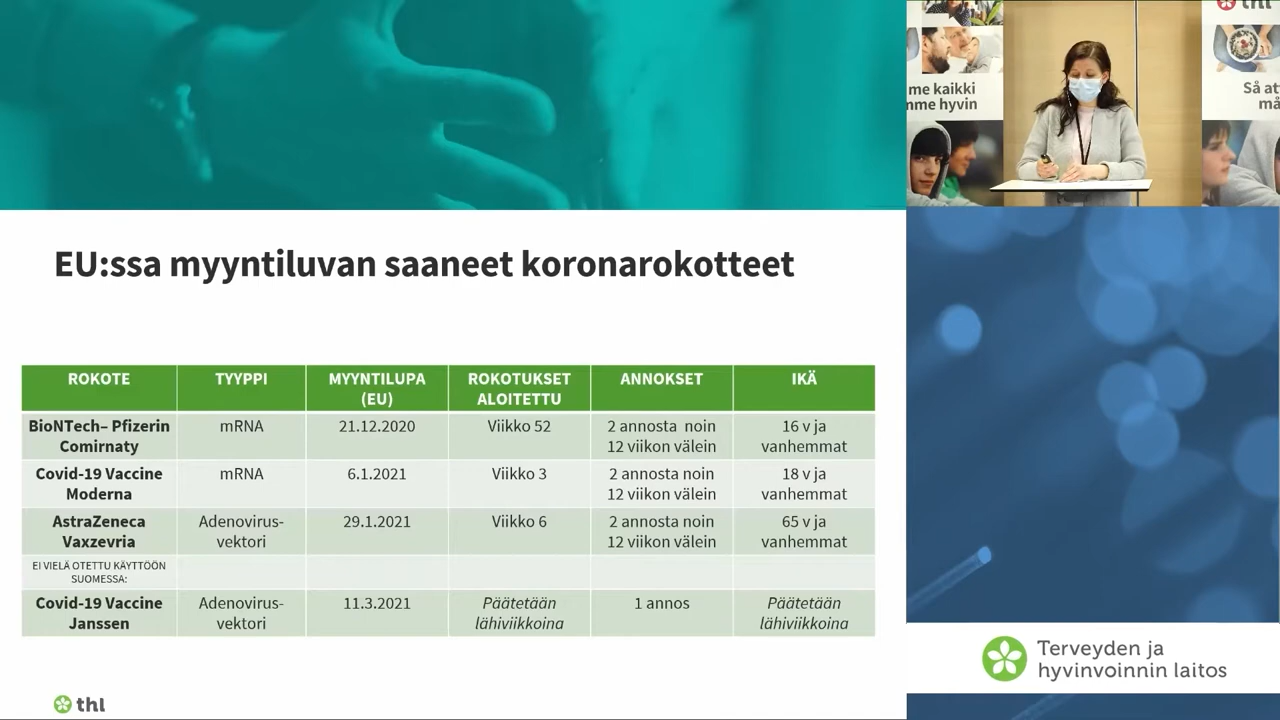 EU:ssa myyntiluvan saaneet koronarokotteet
ROKOTE
TYYPPI
MYYNTILUPA
(EU)
ROKOTUKSET
ALOITETTU
ANNOKSET
IKÄ
BioNTech– Pfizerin
Comirnaty
mRNA
21.12.2020
Viikko 52
2 annosta noin
12 viikon välein
16 v ja
vanhemmat
Covid-19 Vaccine
Moderna
mRNA
6.1.2021
Viikko 3
2 annosta noin
12 viikon välein
18 v ja
vanhemmat
AstraZeneca
Vaxzevria
Adenovirus-
vektori
29.1.2021
Viikko 6
2 annosta noin
12 viikon välein
65 v ja
vanhemmat
EI VIELÄ OTETTU KÄYTTÖÖN
SUOMESSA:
Covid-19 Vaccine
Janssen
Adenovirus-
vektori
11.3.2021
Päätetään
lähiviikkoina
1 annos
Päätetään
lähiviikkoina
thl
thl
me kaikki
mme hyvin
Så at
må
Terveyden ja
hyvinvoinnin laitos